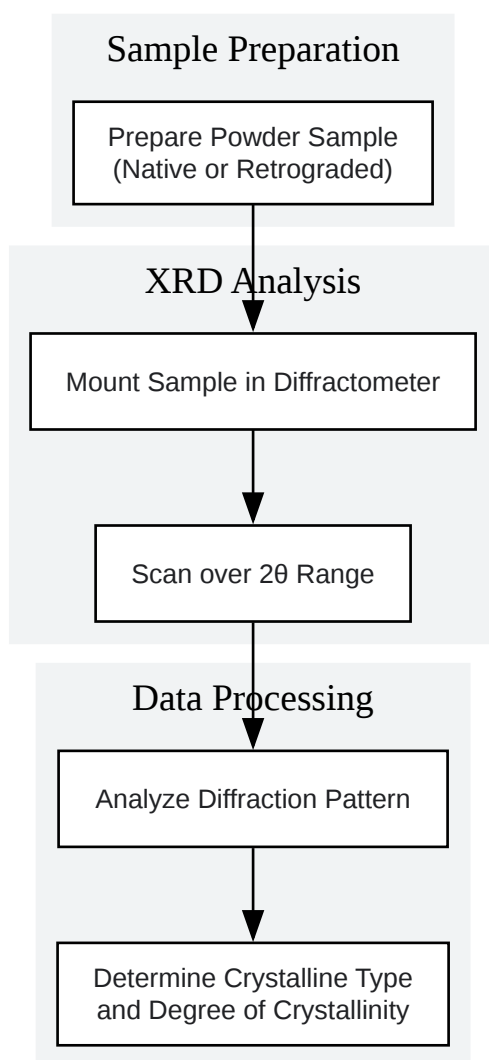 Sample Preparation
Prepare Powder Sample
(Native or Retrograded)
XRD Analysis
Mount Sample in Diffractometer
Scan over 2θ Range
Data Processing
Analyze Diffraction Pattern
Determine Crystalline Type
and Degree of Crystallinity